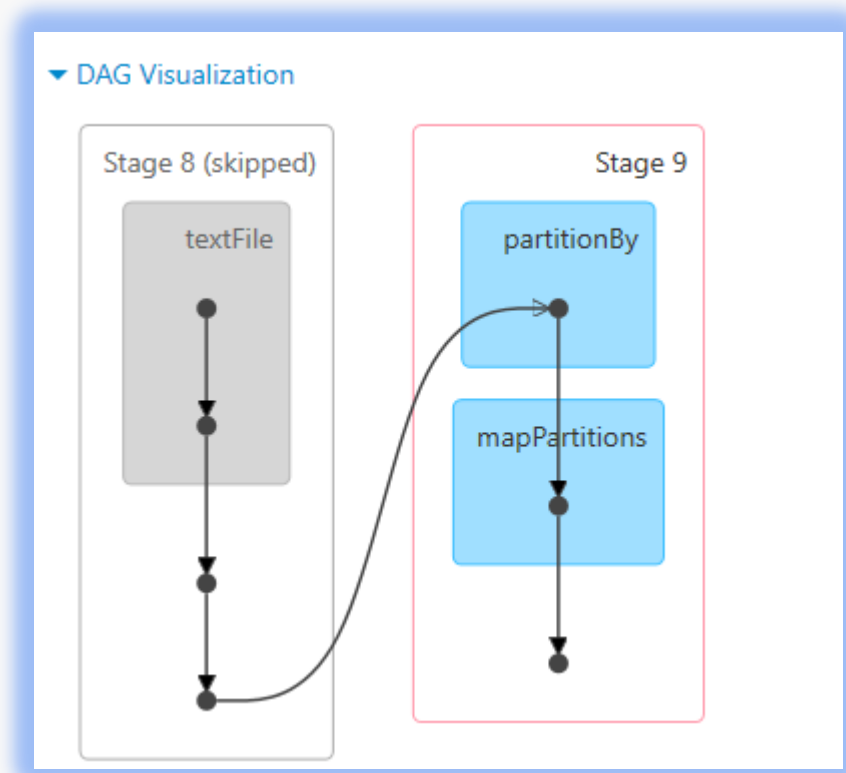 DAG Visualization
Stage 8 (skipped)
textFile
Stage 9
partitionBy
mapPartitions